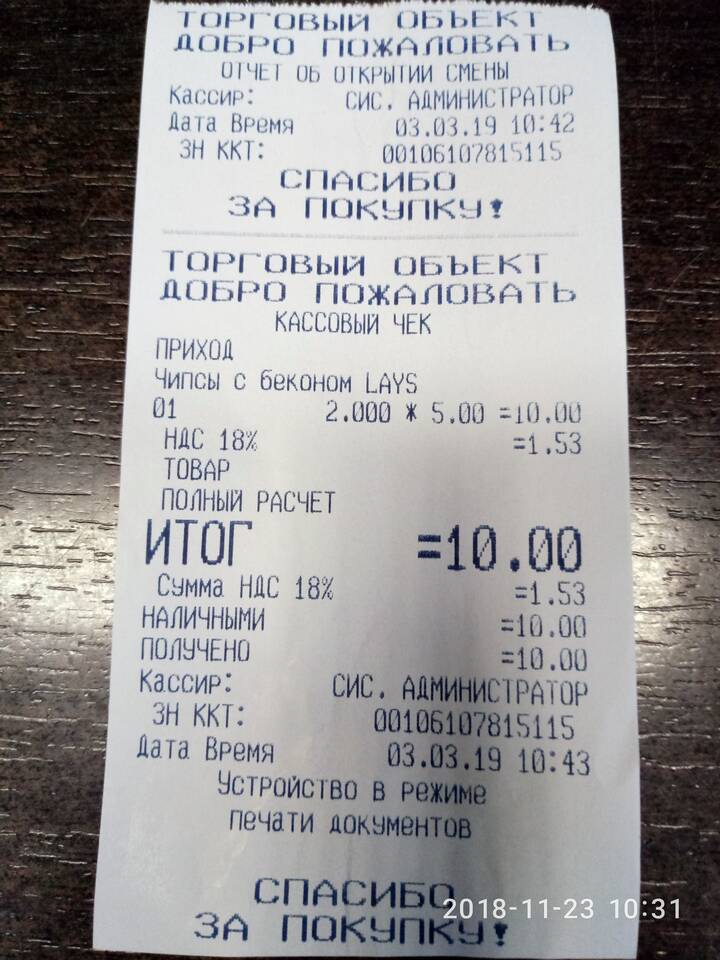 ТОРГОВЫЙ ОБЪЕКТ
ДОБРО ПОЖАЛОВАТЬ
ОТЧЕТ ОБ ОТКРЫТИИ СМЕНЫ
Кассир: СИС. АДМИНИСТРАТОР
Дата Время 03.03.19 10:42
ЗН ККТ: 00106107815115
СПАСИБО
ЗА ПОКУПКУ!
ТОРГОВЫЙ ОБЪЕКТ
ДОБРО ПОЖАЛОВАТЬ
КАССОВЫЙ ЧЕК
ПРИХОД
Чипсы с беконом LAYS
01 2.000 * 5.00 =10.00
НДС 18% =1.53
ТОВАР
ПОЛНЫЙ РАСЧЕТ
ИТОГ =10.00
Сумма НДС 18% =1.53
НАЛИЧНЫМИ =10.00
ПОЛУЧЕНО =10.00
Кассир: СИС. АДМИНИСТРАТОР
ЗН ККТ: 00106107815115
Дата Время 03.03.19 10:43
Устройство в режиме
печати документов
СПАСИБО
ЗА ПОКУПКУ!
2018-11-23 10:31